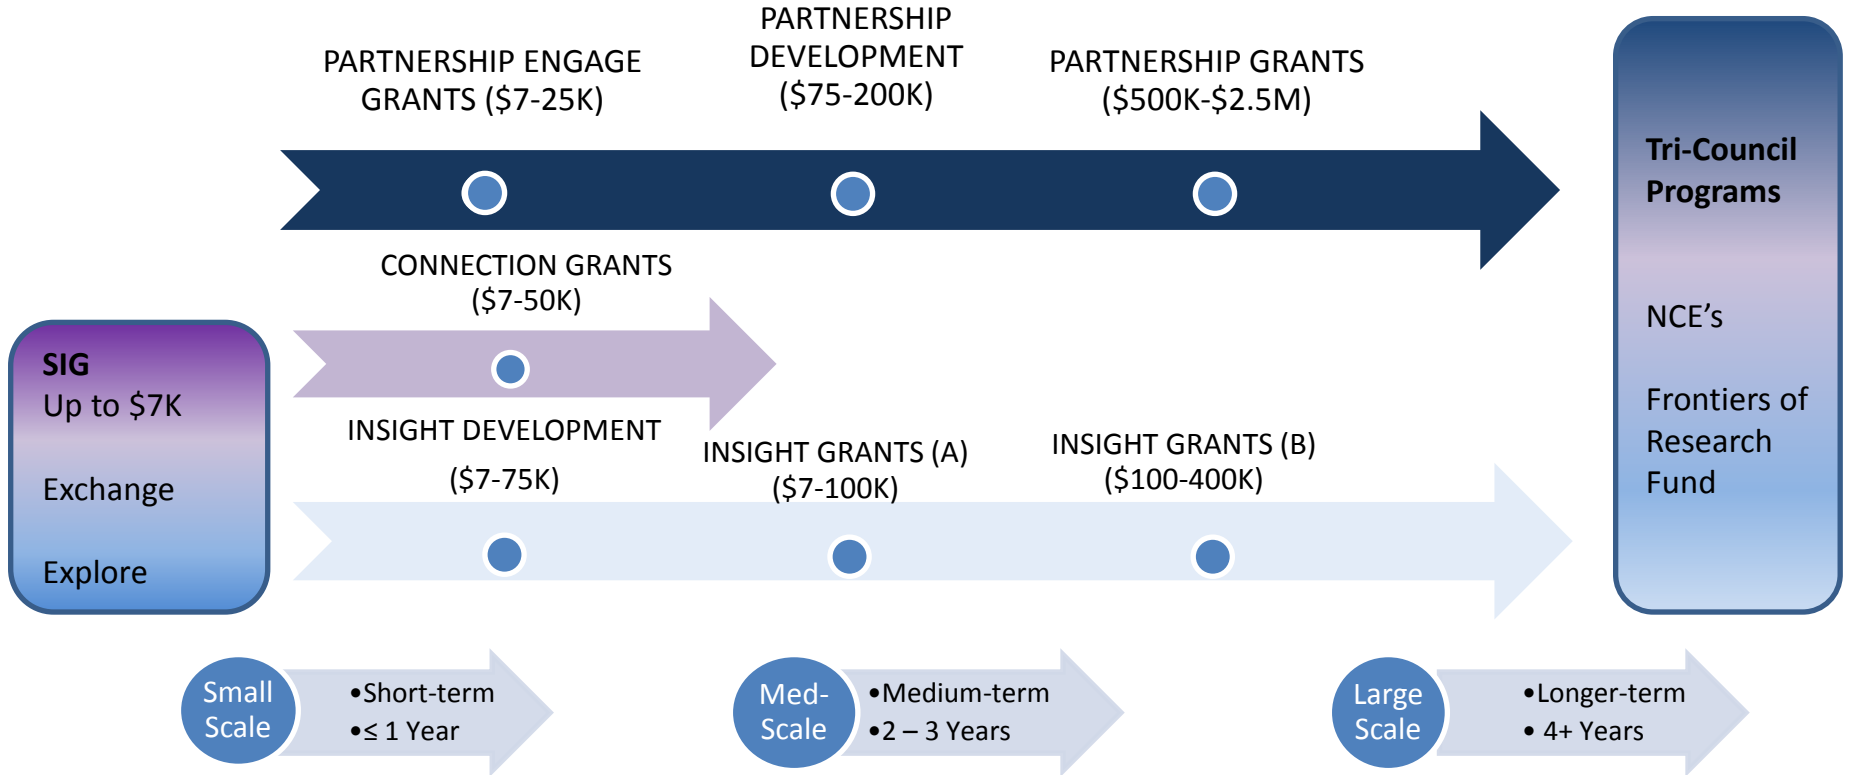 PARTNERSHIP ENGAGE
GRANTS ($7-25K)
PARTNERSHIP
DEVELOPMENT
($75-200K)
PARTNERSHIP GRANTS
($500K-$2.5M)
CONNECTION GRANTS
($7-50K)
SIG
Up to $7K
Exchange
Explore
INSIGHT DEVELOPMENT
($7-75K)
INSIGHT GRANTS (A)
($7-100K)
INSIGHT GRANTS (B)
($100-400K)
Tri-Council
Programs
NCE’s
Frontiers of
Research
Fund
Small
Scale
•Short-term
•≤ 1 Year
Med-
Scale
•Medium-term
•2 – 3 Years
Large
Scale
•Longer-term
• 4+ Years